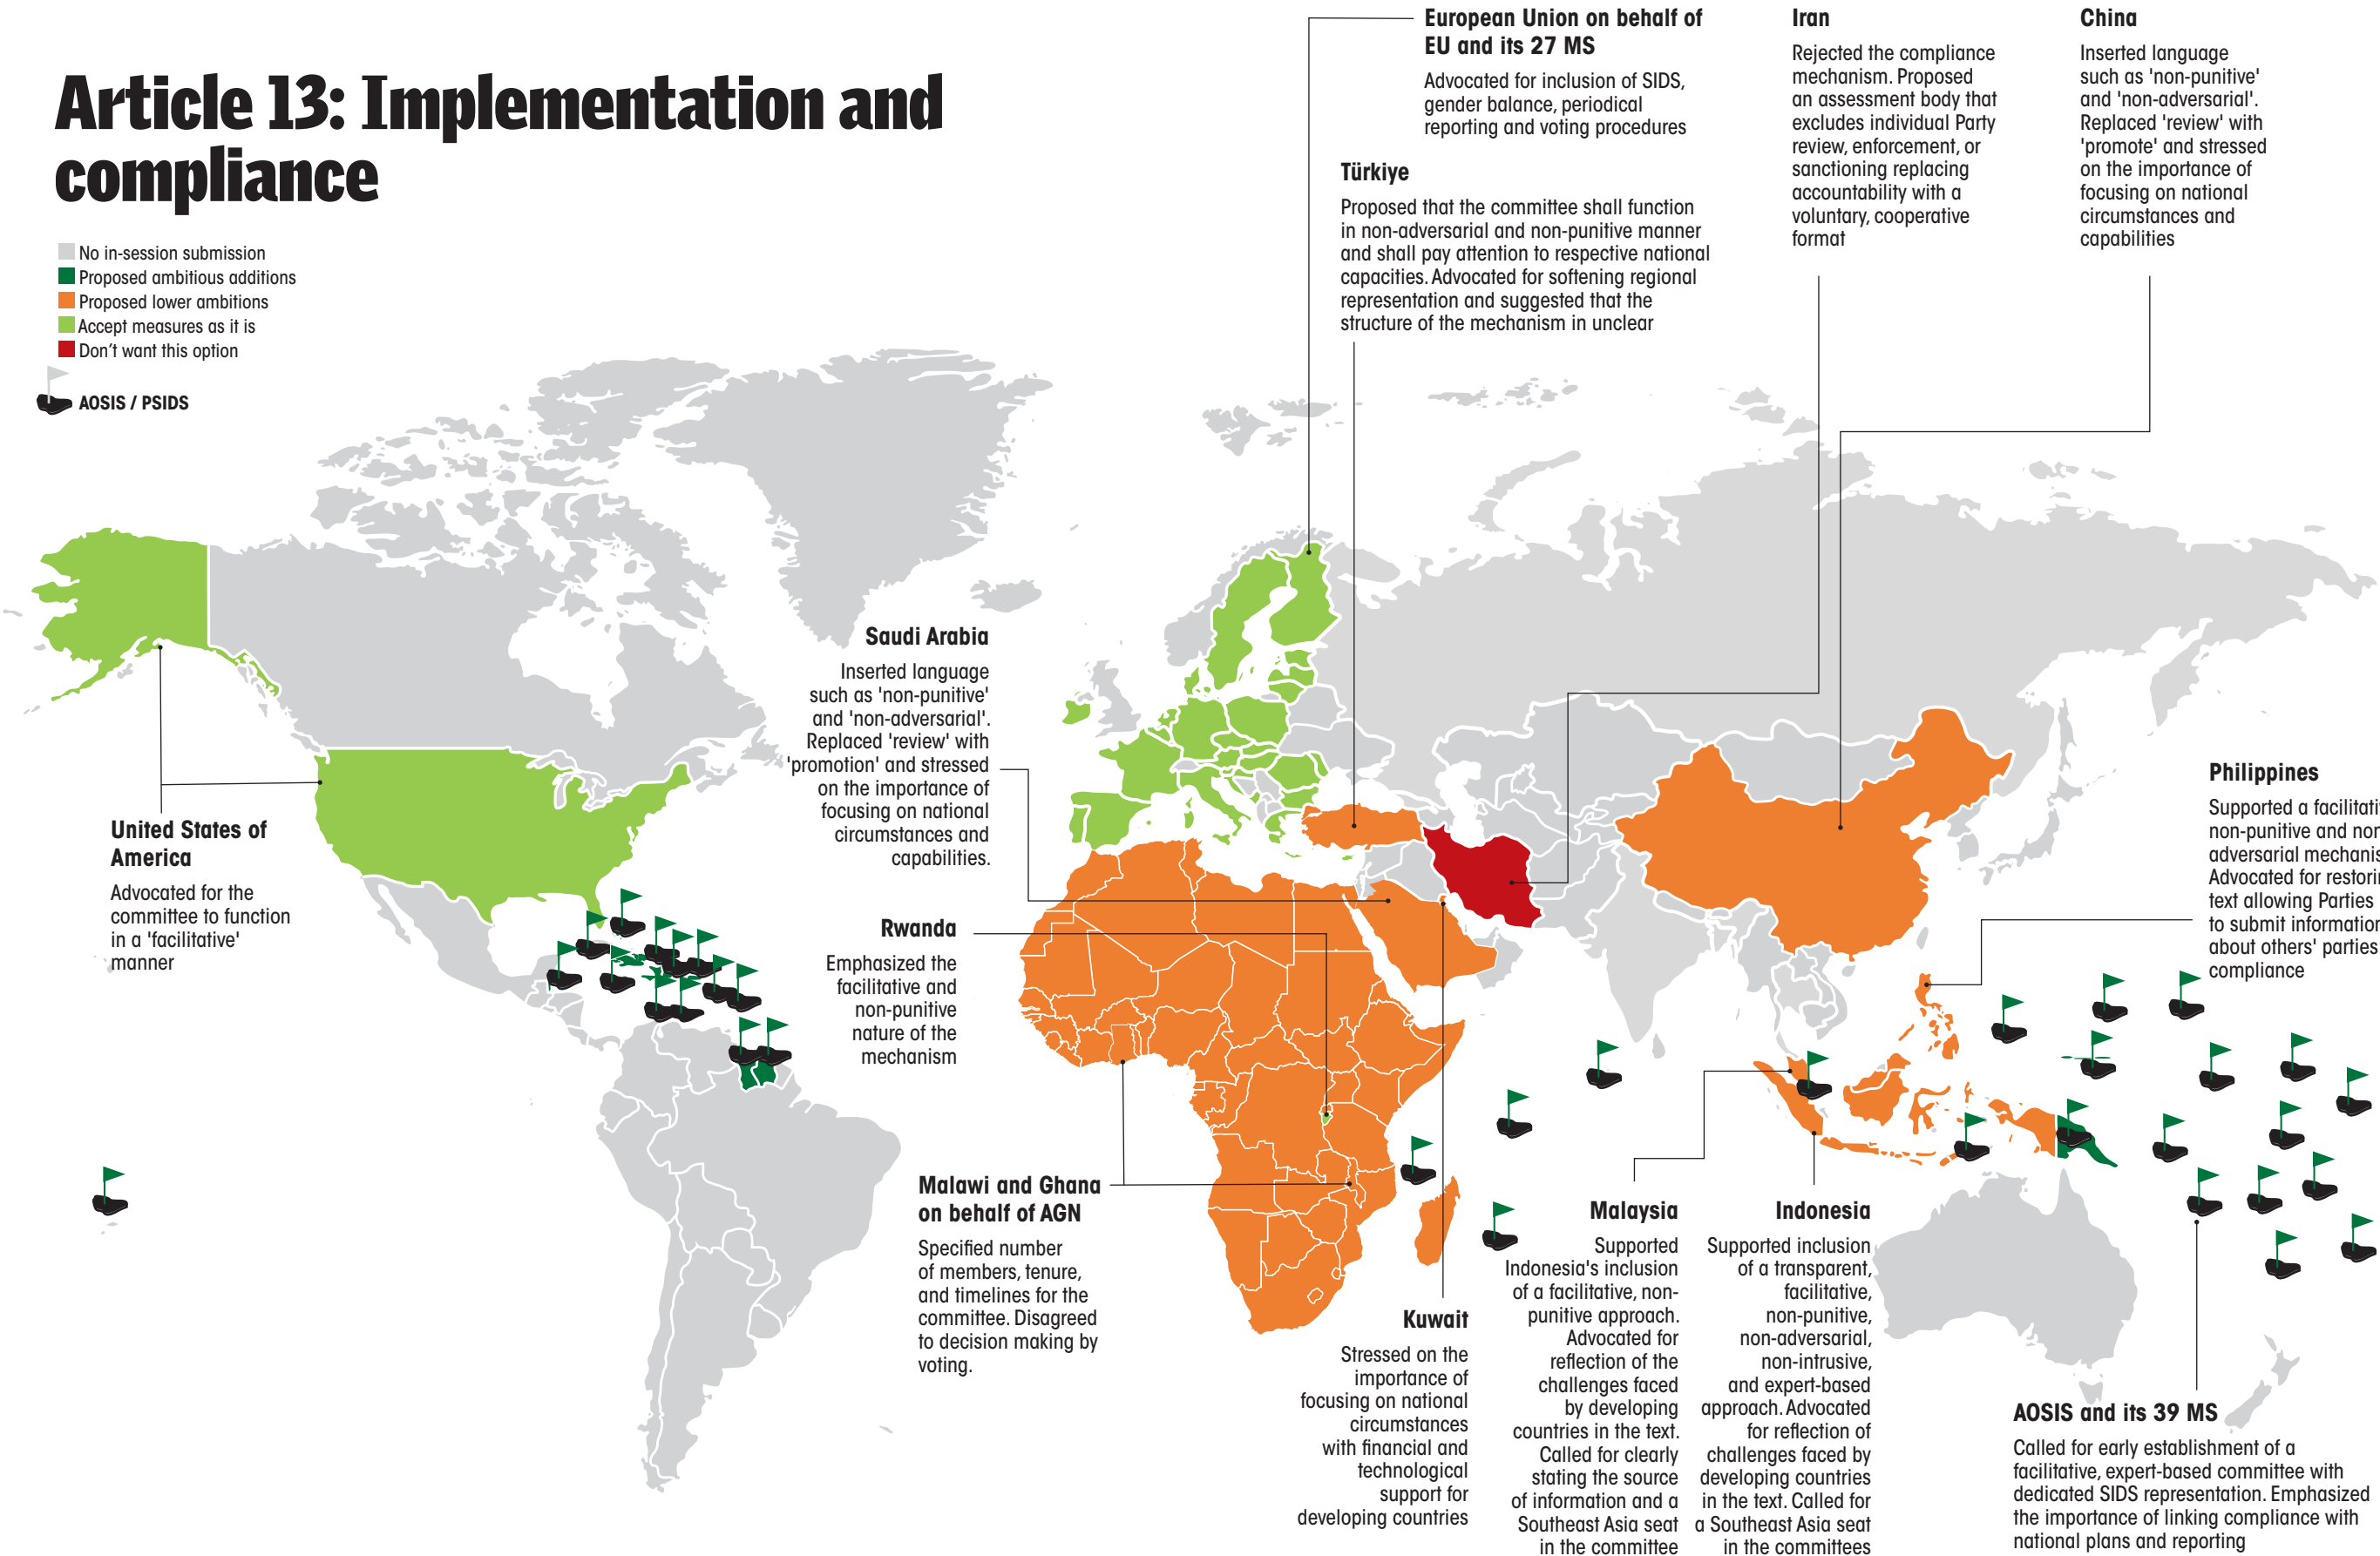 Article 13: Implementation and
compliance
No in-session submission
Proposed ambitious additions
Proposed lower ambitions
Accept measures as it is
Don't want this option
AOSIS / PSIDS
European Union on behalf of
EU and its 27 MS
Advocated for inclusion of SIDS,
gender balance, periodical
reporting and voting procedures
Türkiye
Proposed that the committee shall function
in non-adversarial and non-punitive manner
and shall pay attention to respective national
capacities. Advocated for softening regional
representation and suggested that the
structure of the mechanism in unclear
Iran
Rejected the compliance
mechanism. Proposed
an assessment body that
excludes individual Party
review, enforcement, or
sanctioning replacing
accountability with a
voluntary, cooperative
format
China
Inserted language
such as 'non-punitive'
and 'non-adversarial'.
Replaced 'review' with
'promote' and stressed
on the importance of
focusing on national
circumstances and
capabilities
Saudi Arabia
Inserted language
such as 'non-punitive'
and 'non-adversarial'.
Replaced 'review' with
'promotion' and stressed
on the importance of
focusing on national
circumstances and
capabilities.
United States of
America
Advocated for the
committee to function
in a 'facilitative'
manner
Rwanda
Emphasized the
facilitative and
non-punitive
nature of the
mechanism
Malawi and Ghana
on behalf of AGN
Specified number
of members, tenure,
and timelines for the
committee. Disagreed
to decision making by
voting.
Kuwait
Stressed on the
importance of
focusing on national
circumstances
with financial and
technological
support for
developing countries
Malaysia
Supported
Indonesia's inclusion
of a facilitative, non-
punitive approach.
Advocated for
reflection of the
challenges faced
by developing
countries in the text.
Called for clearly
stating the source
of information and a
Southeast Asia seat
in the committee
Indonesia
Supported inclusion
of a transparent,
facilitative,
non-punitive,
non-adversarial,
non-intrusive,
and expert-based
approach. Advocated
for reflection of
challenges faced by
developing countries
in the text. Called for
a Southeast Asia seat
in the committees
Philippines
Supported a
non-punitive and
adversarial
Advocated for
text allowing Parties
to submit information
about others' parties
compliance
AOSIS and its 39 MS
Called for early establishment of a
facilitative, expert-based committee with
dedicated SIDS representation. Emphasized
the importance of linking compliance with
national plans and reporting